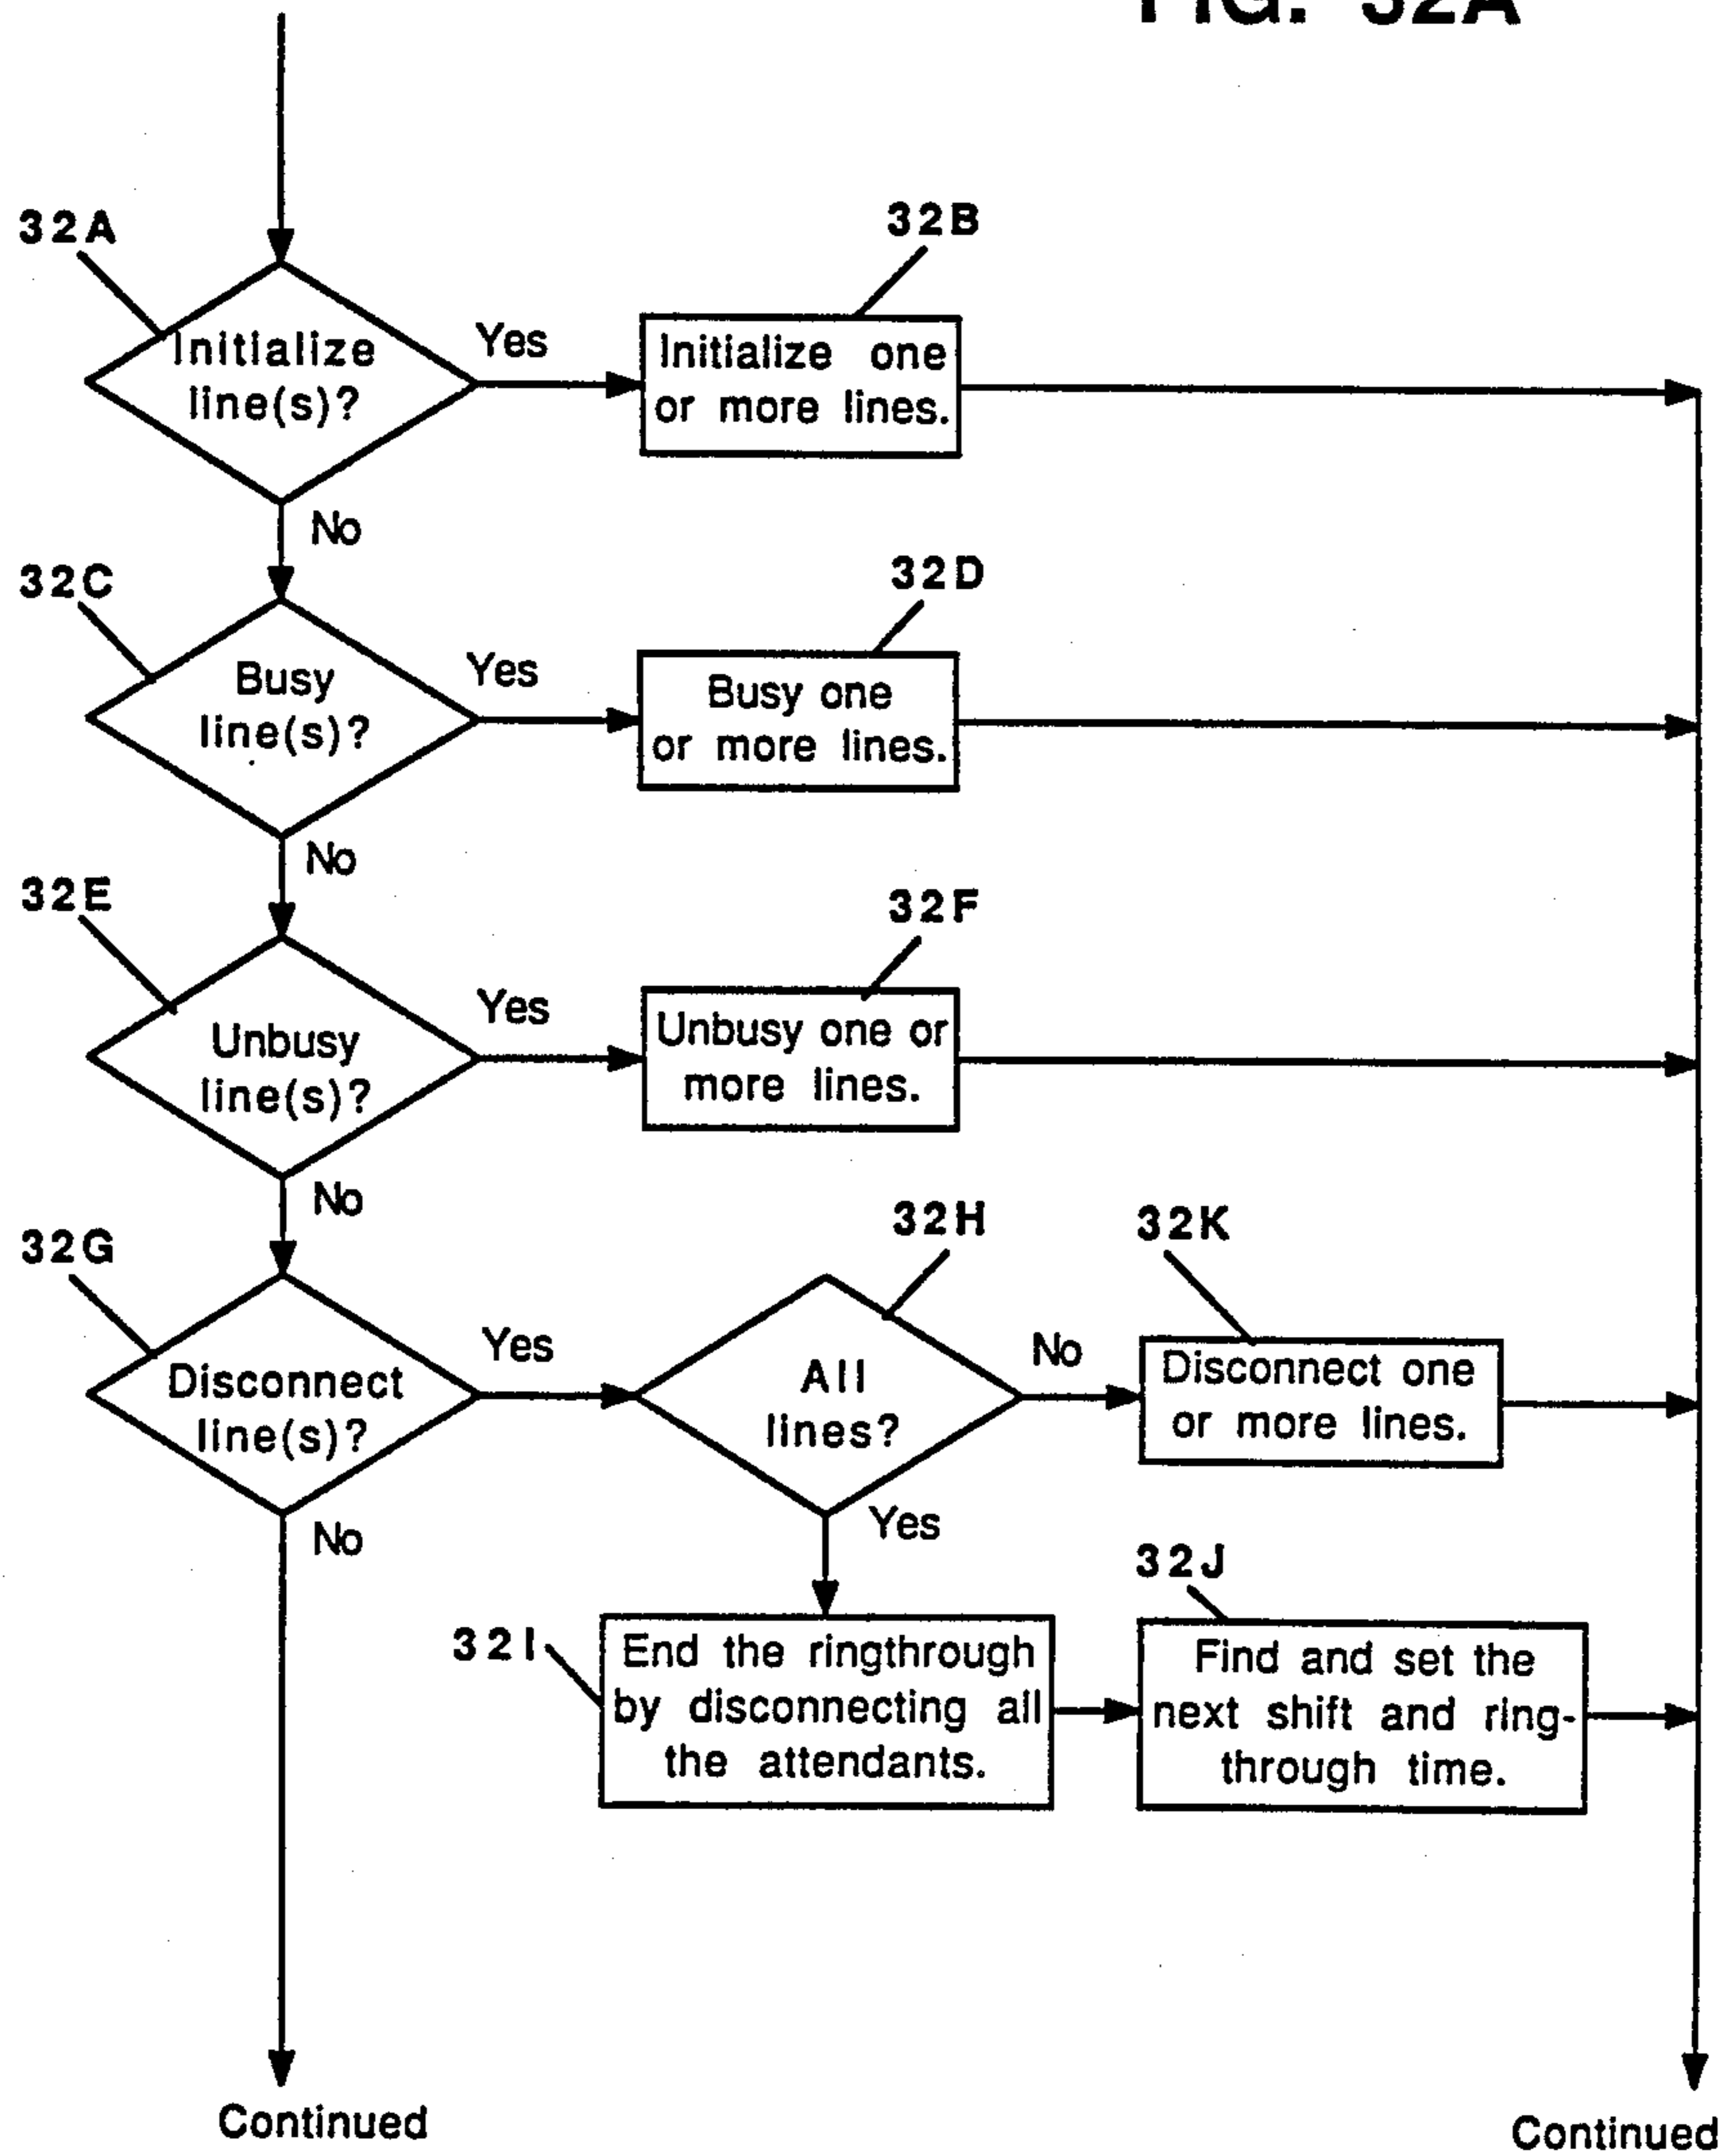 FIG. 32A
32A
32B
Initialize
line(s)?
Yes
Initialize one
or more lines.
No
32C
32D
Busy
line(s)?
Yes
Busy one
or more lines.
No
32E
32F
Unbusy
line(s)?
Yes
Unbusy one or
more lines.
No
32G
32H
32K
Disconnect
line(s)?
Yes
All
lines?
No
Disconnect one
or more lines.
No
Yes
32I
32J
End the ringthrough
by disconnecting all
the attendants.
Find and set the
next shift and ring-
through time.
Continued
Continued